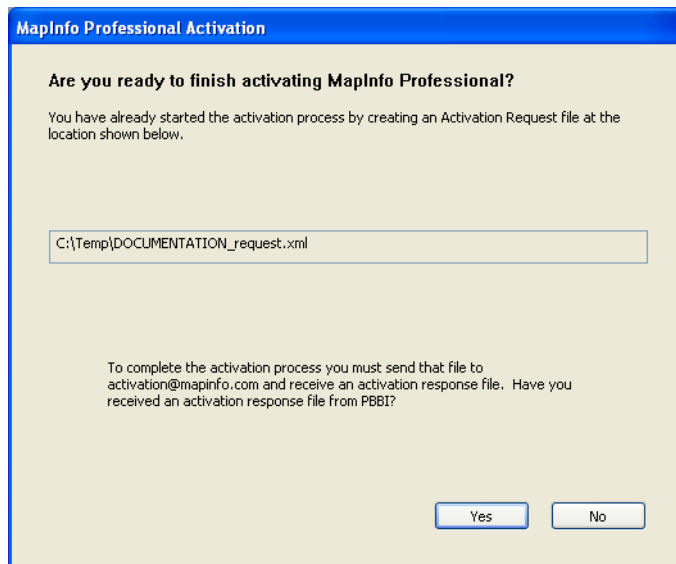 MapInfo Professional Activation
Are you ready to finish activating MapInfo Professional?
You have already started the activation process by creating an Activation Request file at the
location shown below.
C:\Temp\DOCUMENTATION_request.xml
To complete the activation process you must send that file to
activation@mapinfo.com and receive an activation response file.  Have you
received an activation response file from PBBI?
Yes
No